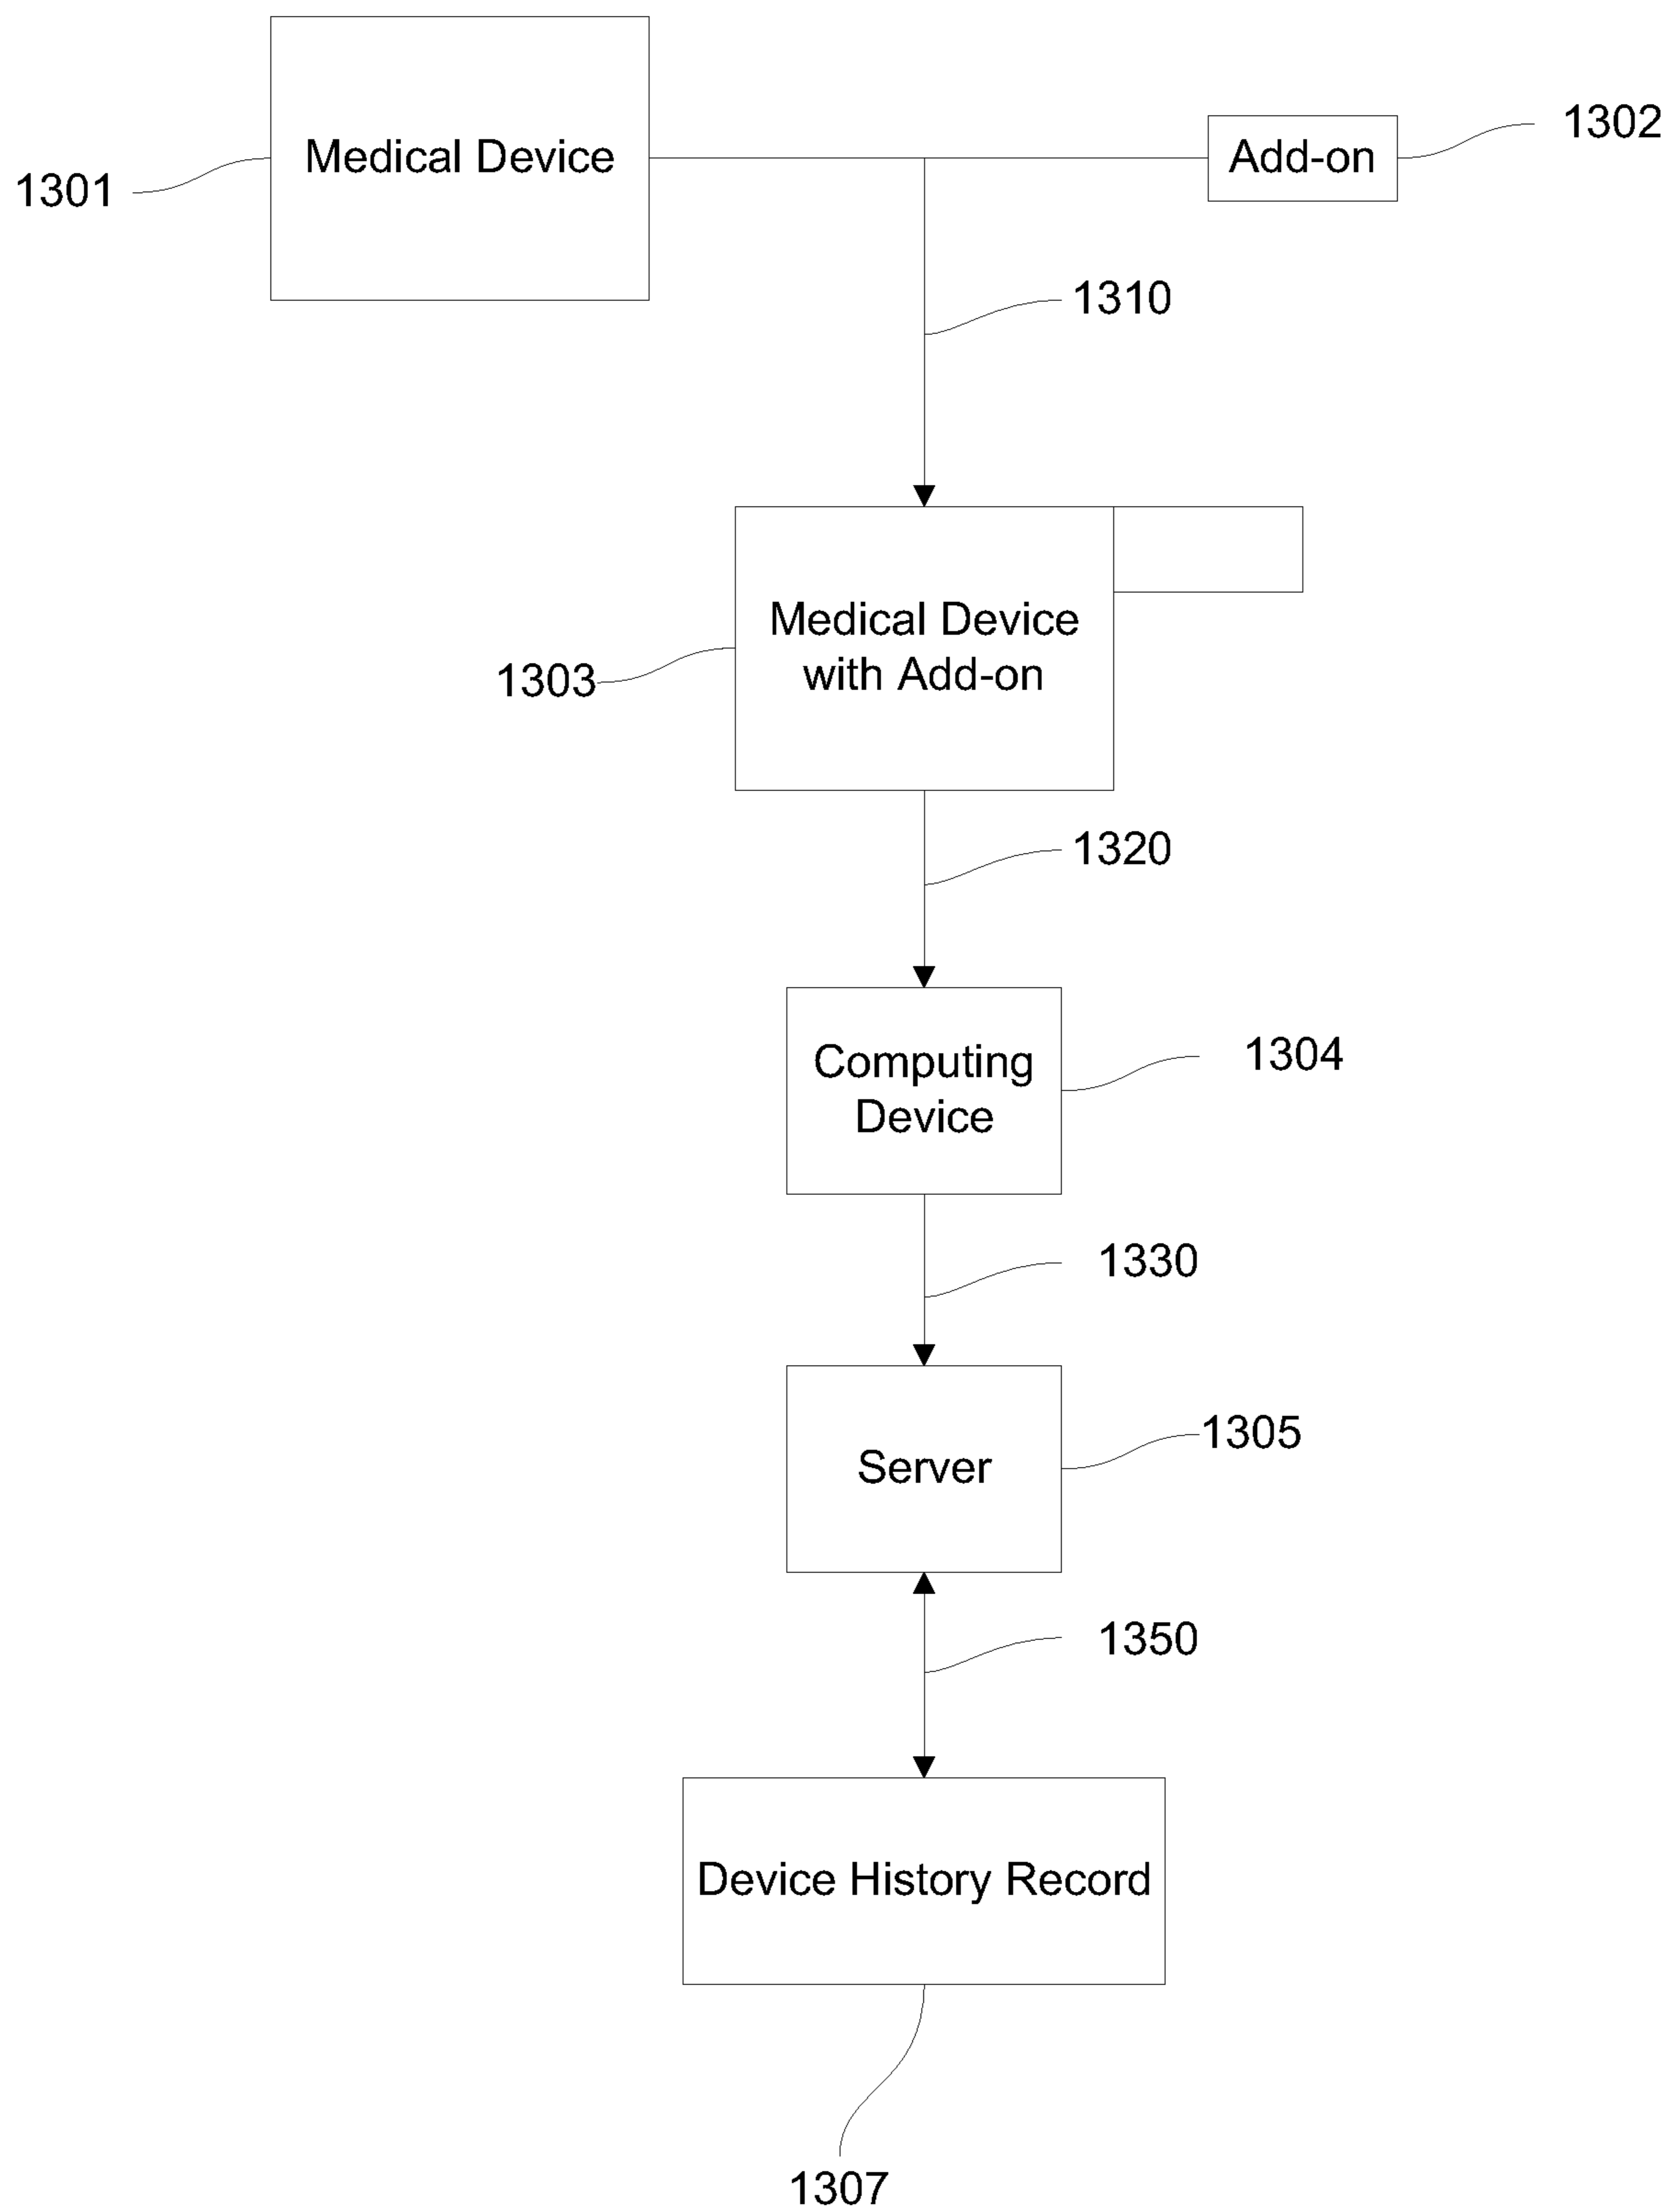 1302
Medical Device
Add-on
1301
1310
Medical Device
with Add-on
1303
1320
Computing
Device
1304
1330
Server
1305
1350
Device History Record
1307